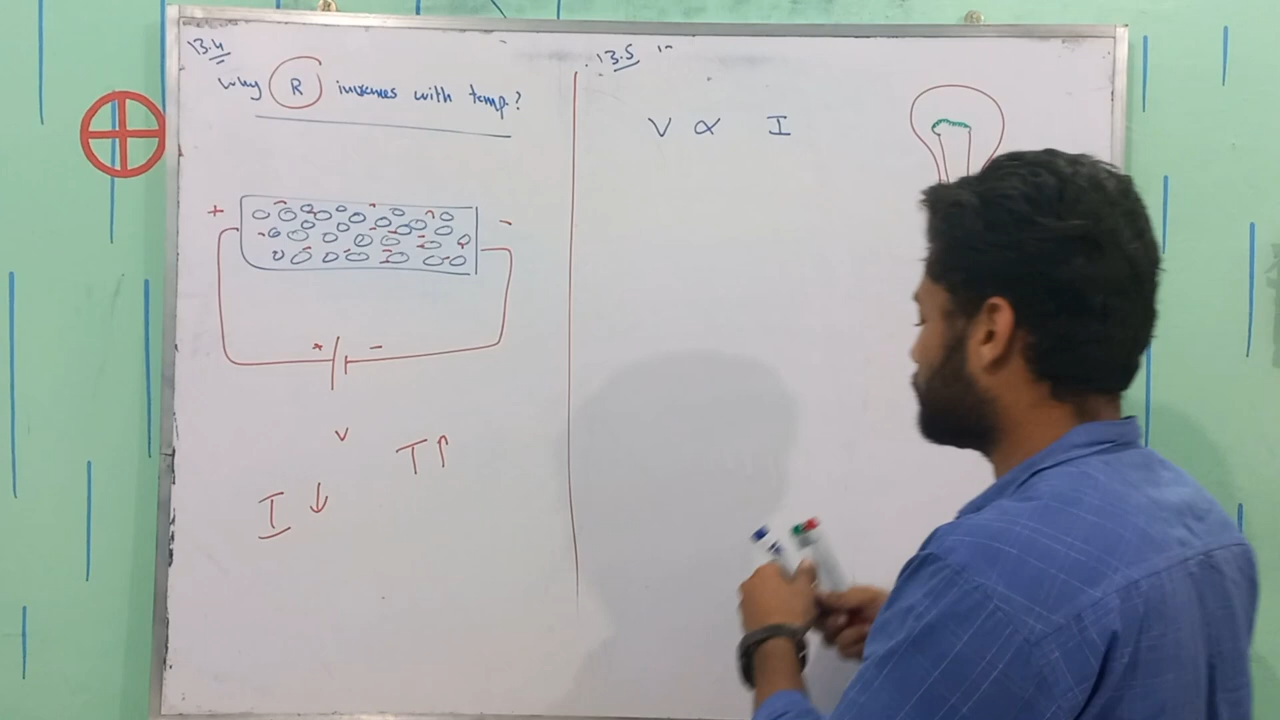 13.4
Why R increases with temp.?
+ -
+ -
V
T↑
I ↓
13.5
V ∝ I